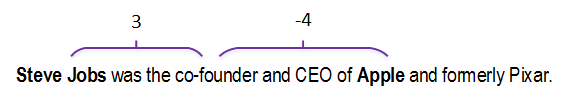 3 -4
Steve Jobs was the co-founder and CEO of Apple and formerly Pixar.